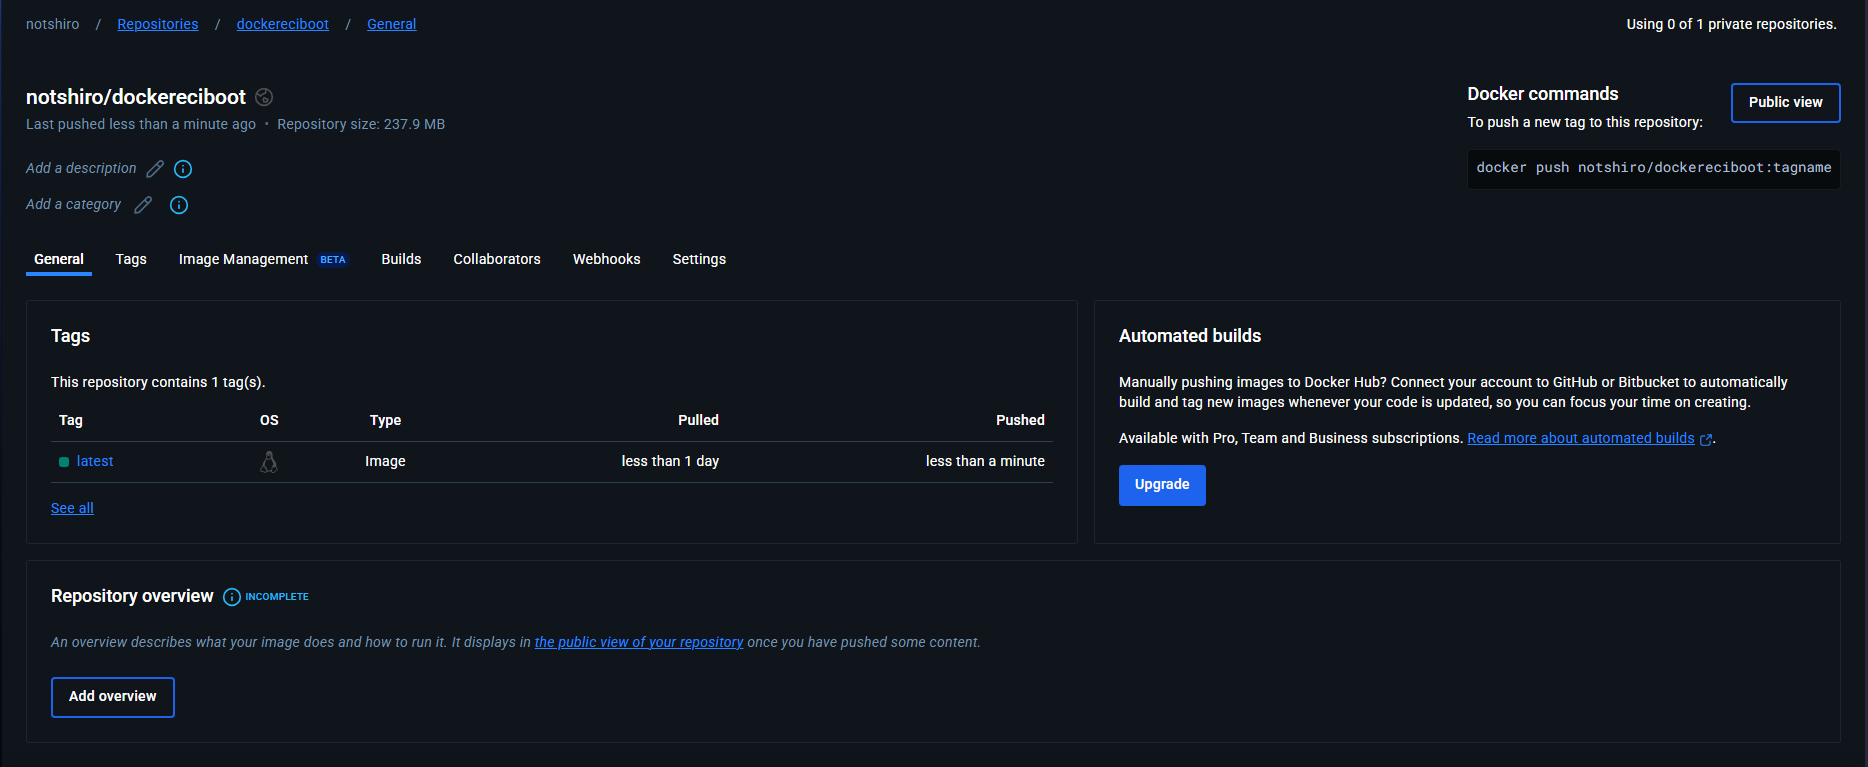 notshiro / Repositories / dockereciboot / General
Using 0 of 1 private repositories.
notshiro/dockereciboot
Last pushed less than a minute ago • Repository size: 237.9 MB
Docker commands
Public view
To push a new tag to this repository:
docker push notshiro/dockereciboot:tagname
Add a description
Add a category
General Tags Image Management BETA Builds Collaborators Webhooks Settings
Tags
This repository contains 1 tag(s).
Tag OS Type Pulled Pushed
latest Image less than 1 day less than a minute
See all
Automated builds
Manually pushing images to Docker Hub? Connect your account to GitHub or Bitbucket to automatically
build and tag new images whenever your code is updated, so you can focus your time on creating.
Available with Pro, Team and Business subscriptions. Read more about automated builds .
Upgrade
Repository overview INCOMPLETE
An overview describes what your image does and how to run it. It displays in the public view of your repository once you have pushed some content.
Add overview